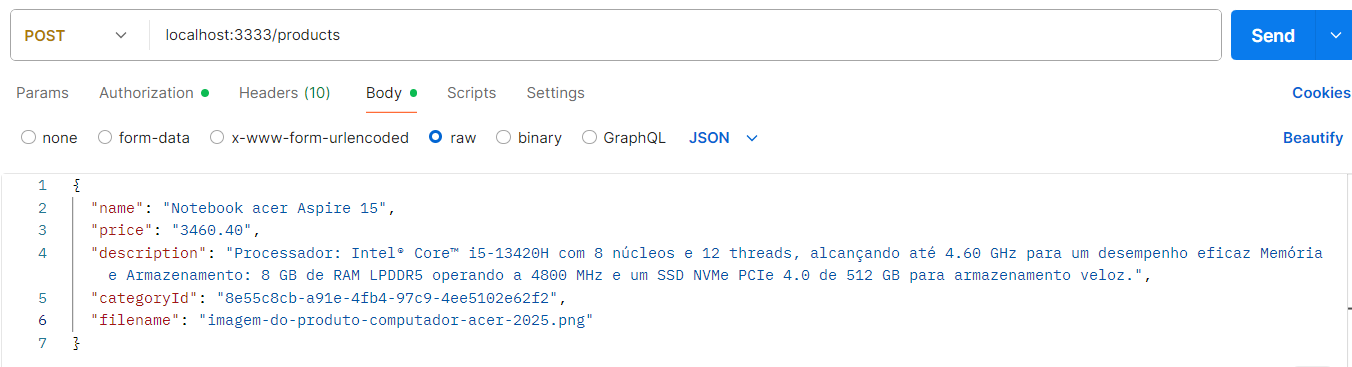 POST localhost:3333/products Send
Params Authorization Headers (10) Body Scripts Settings Cookies
none form-data x-www-form-urlencoded raw binary GraphQL JSON Beautify
1 {
2 "name": "Notebook acer Aspire 15",
3 "price": "3460.40",
4 "description": "Processador: Intel® Core™ i5-13420H com 8 núcleos e 12 threads, alcançando até 4.60 GHz para um desempenho eficaz Memória
e Armazenamento: 8 GB de RAM LPDDR5 operando a 4800 MHz e um SSD NVMe PCIe 4.0 de 512 GB para armazenamento veloz.",
5 "categoryId": "8e55c8cb-a91e-4fb4-97c9-4ee5102e62f2",
6 "filename": "imagem-do-produto-computador-acer-2025.png"
7 }